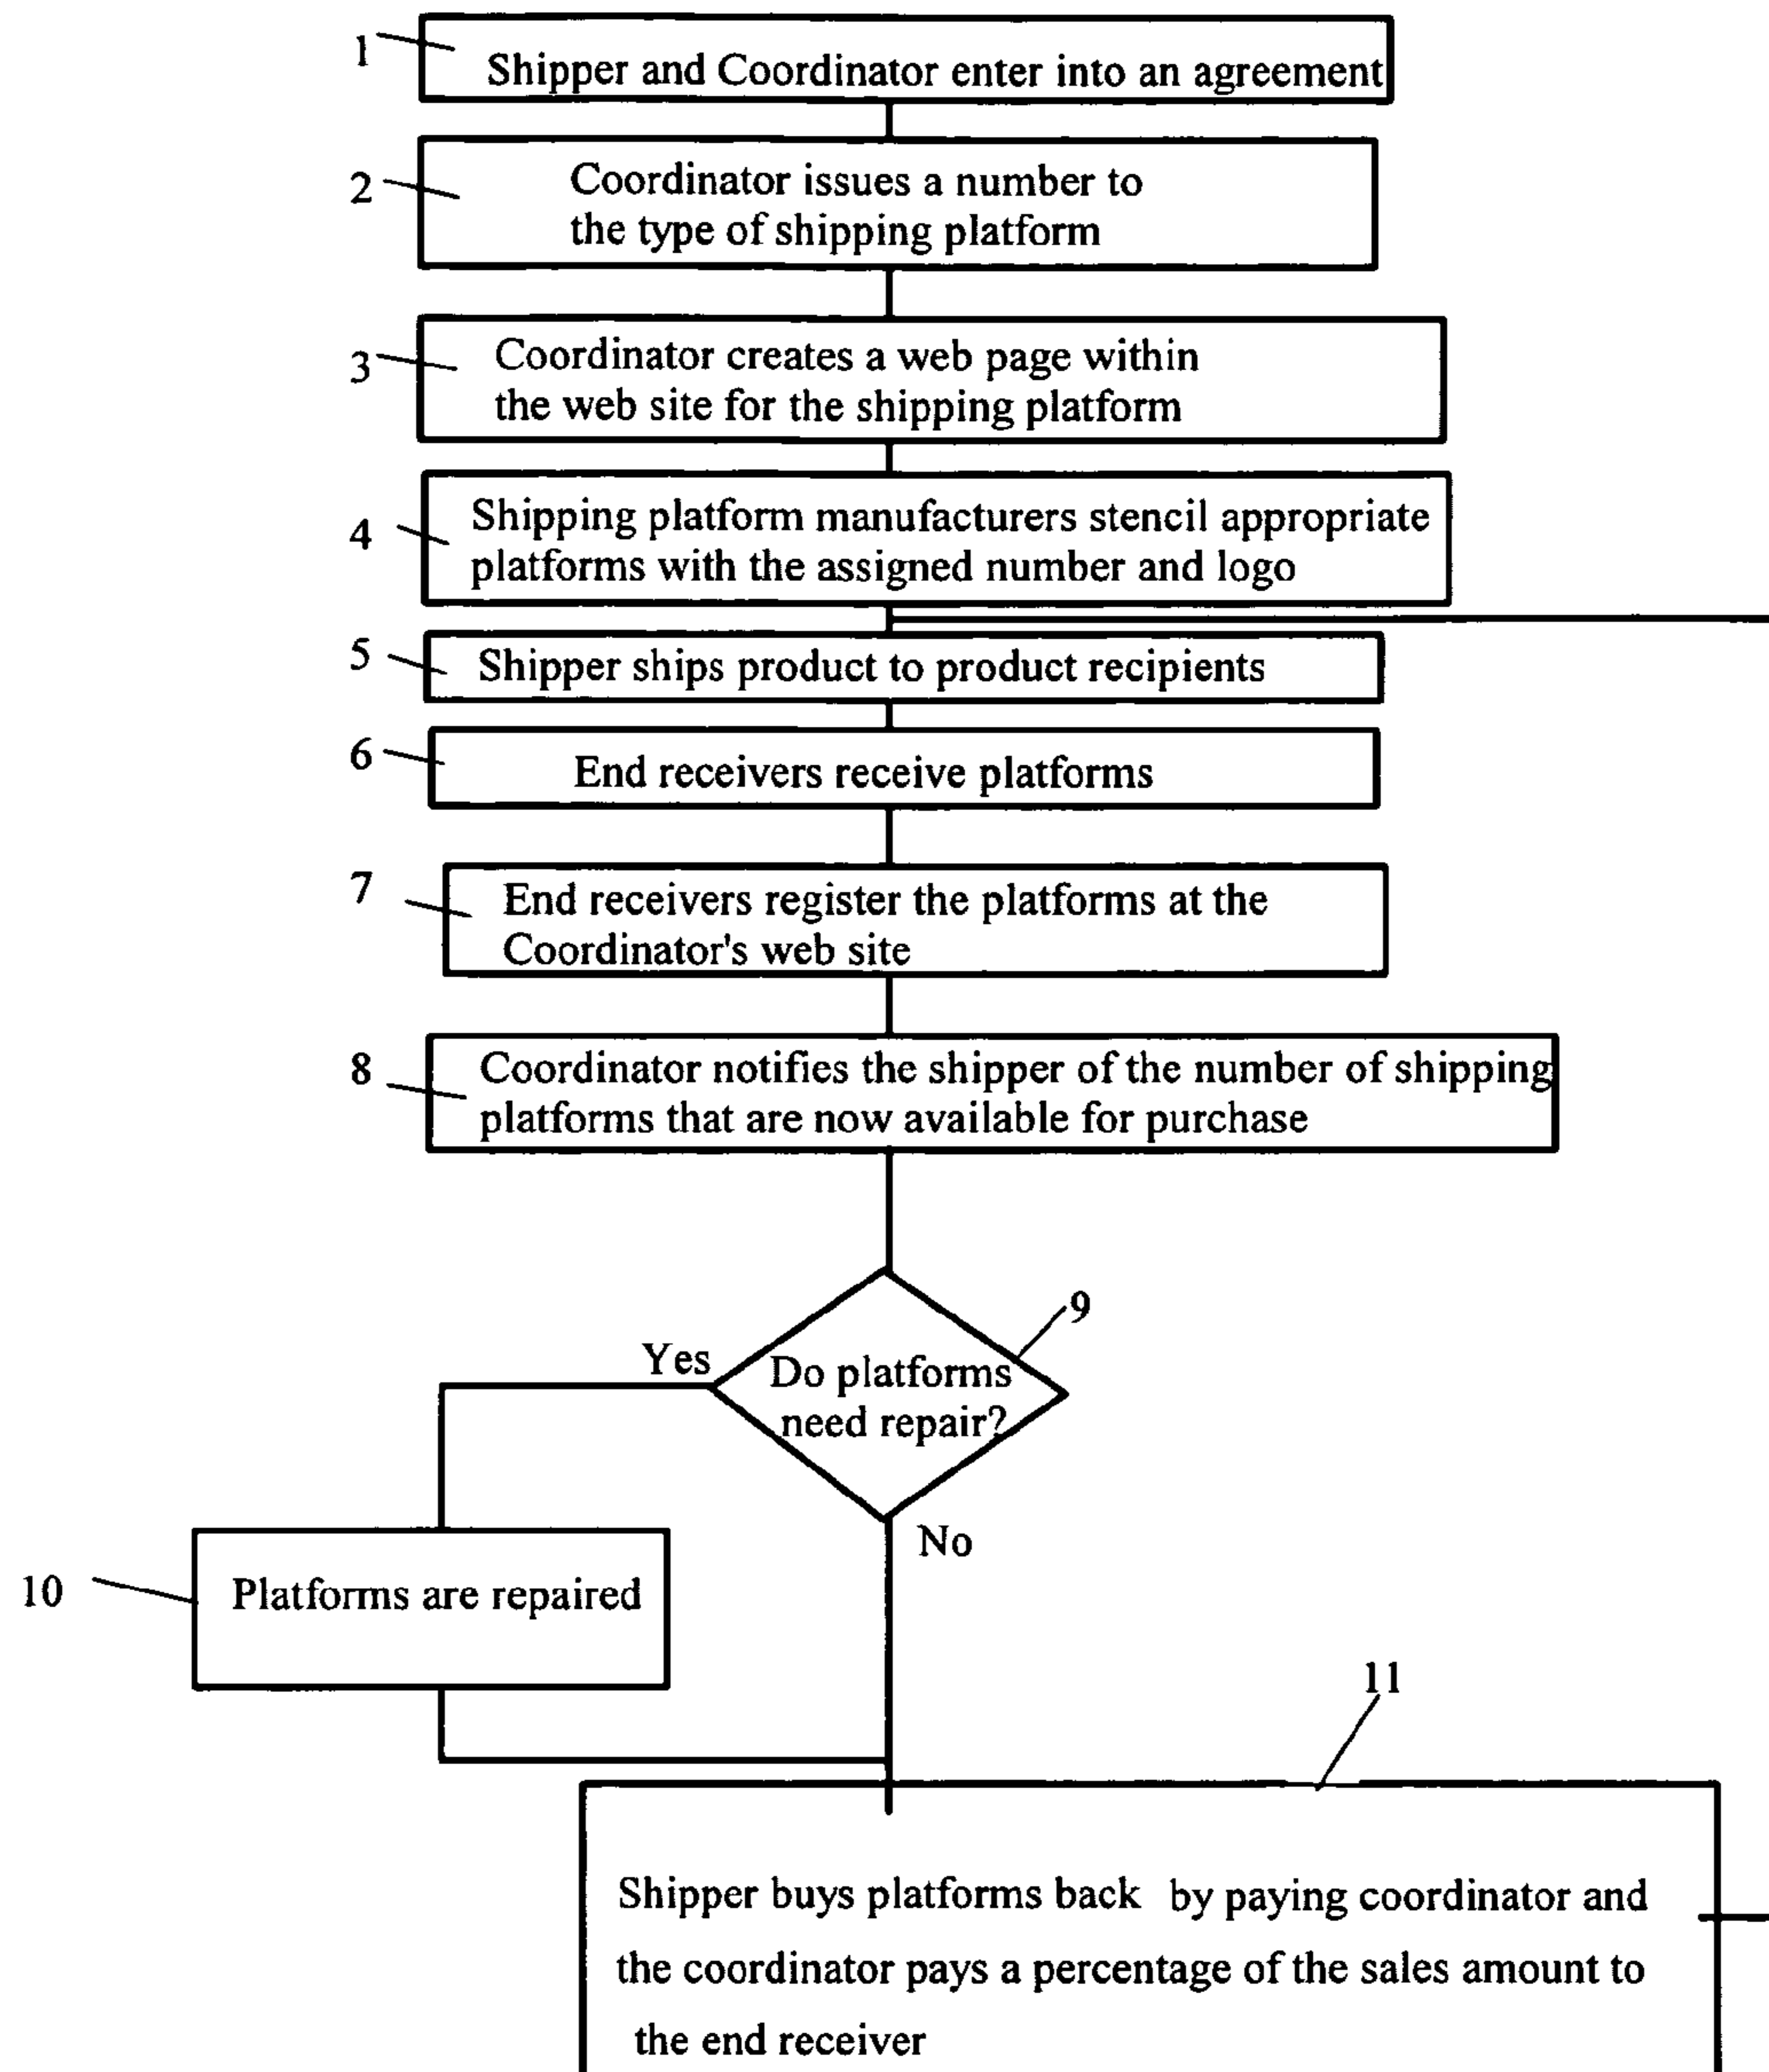 1
Shipper and Coordinator enter into an agreement
2
Coordinator issues a number to
the type of shipping platform
3
Coordinator creates a web page within
the web site for the shipping platform
4
Shipping platform manufacturers stencil appropriate
platforms with the assigned number and logo
5
Shipper ships product to product recipients
6
End receivers receive platforms
7
End receivers register the platforms at the
Coordinator's web site
8
Coordinator notifies the shipper of the number of shipping
platforms that are now available for purchase
9
Yes
Do platforms
need repair?
No
10
Platforms are repaired
11
Shipper buys platforms back by paying coordinator and
the coordinator pays a percentage of the sales amount to
the end receiver